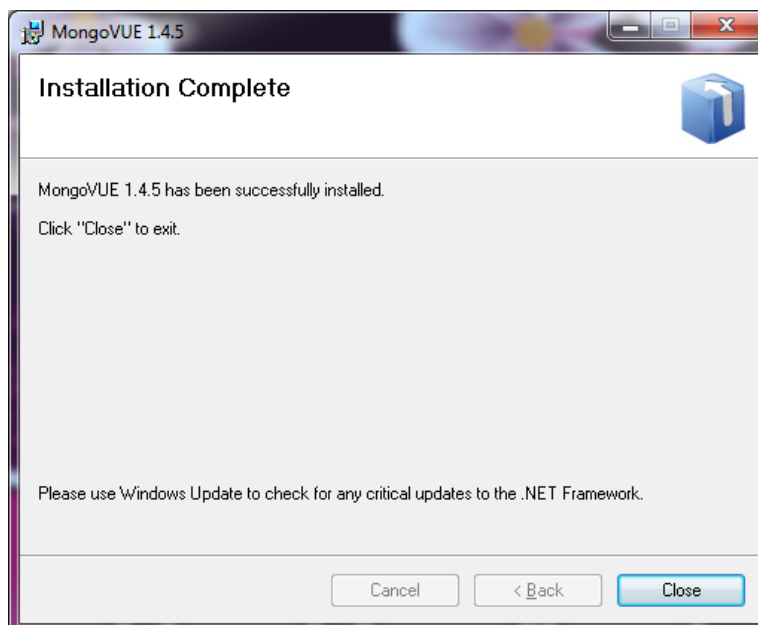 MongoVUE 1.4.5
Installation Complete
MongoVUE 1.4.5 has been successfully installed.
Click "Close" to exit.
Please use Windows Update to check for any critical updates to the .NET Framework.
Cancel
< Back
Close